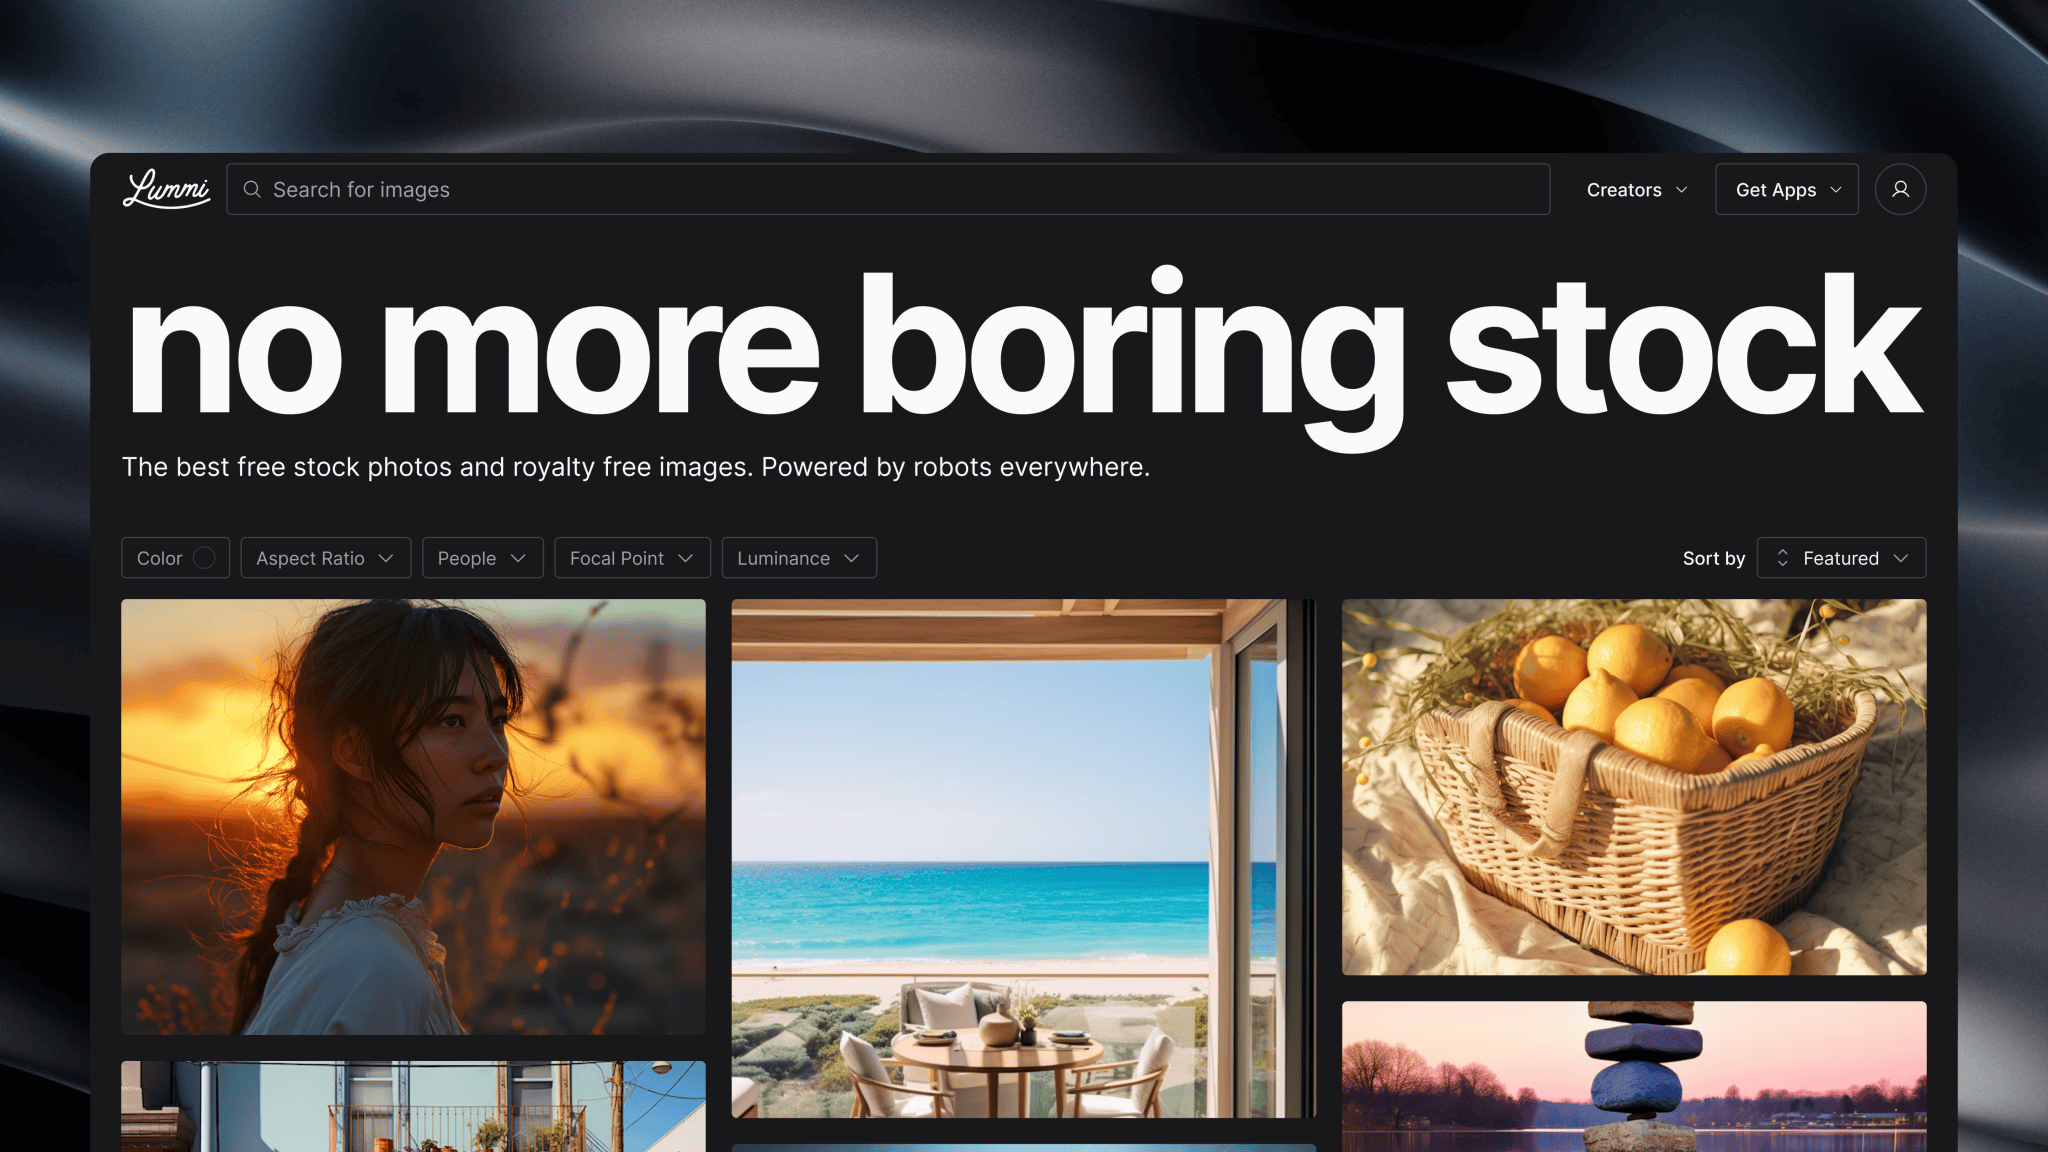 Lummi
Search for images
Creators
Get Apps
no more boring stock
The best free stock photos and royalty free images. Powered by robots everywhere.
Color
Aspect Ratio
People
Focal Point
Luminance
Sort by
Featured